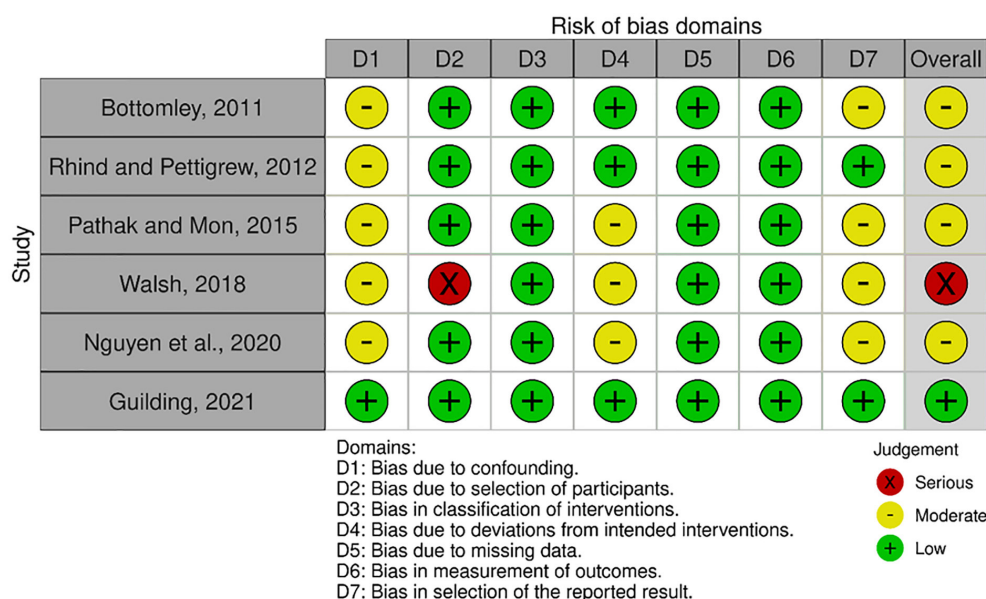 Risk of bias domains
D1 D2 D3 D4 D5 D6 D7 Overall
Study
Bottomley, 2011 - + + + + + - -
Rhind and Pettigrew, 2012 - + + + + + + -
Pathak and Mon, 2015 - + + - + + - -
Walsh, 2018 - X + - + + - X
Nguyen et al., 2020 - + + - + + - -
Guilding, 2021 + + + + + + + +
Domains:
D1: Bias due to confounding.
D2: Bias due to selection of participants.
D3: Bias in classification of interventions.
D4: Bias due to deviations from intended interventions.
D5: Bias due to missing data.
D6: Bias in measurement of outcomes.
D7: Bias in selection of the reported result.
Judgement
X Serious
- Moderate
+ Low